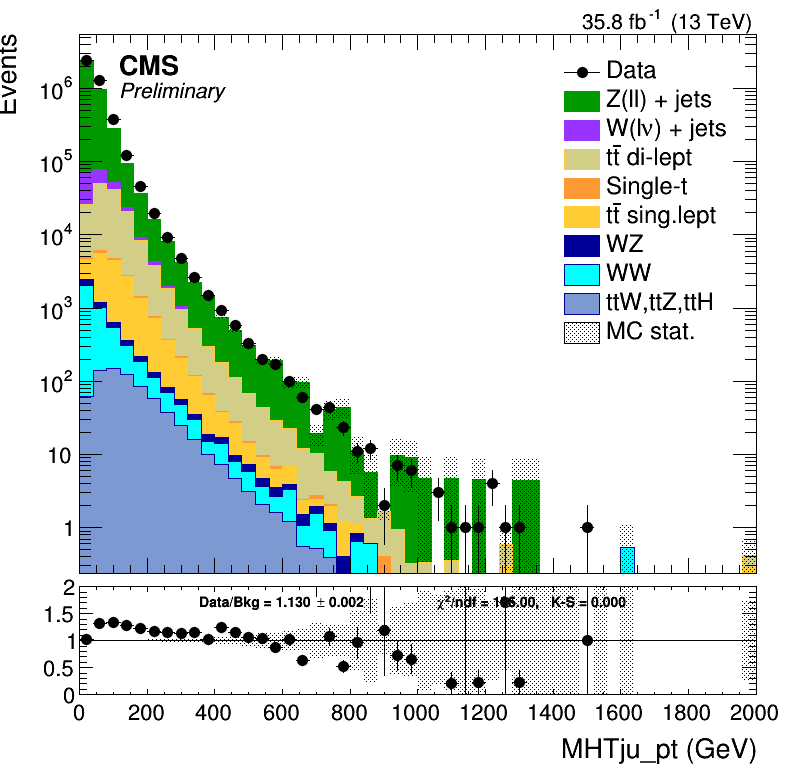 35.8 fb⁻¹ (13 TeV)
Events
CMS
Preliminary
Data
Z(ll) + jets
W(lν) + jets
tt̄ di-lept
Single-t
tt̄ sing.lept
WZ
WW
ttW,ttZ,ttH
MC stat.
10⁶
10⁵
10⁴
10³
10²
10
1
2
1.5
1
0.5
0
Data/Bkg = 1.130 ± 0.002
χ²/ndf =
K-S = 0.000
0 200 400 600 800 1000 1200 1400 1600 1800 2000
MHTju_pt (GeV)